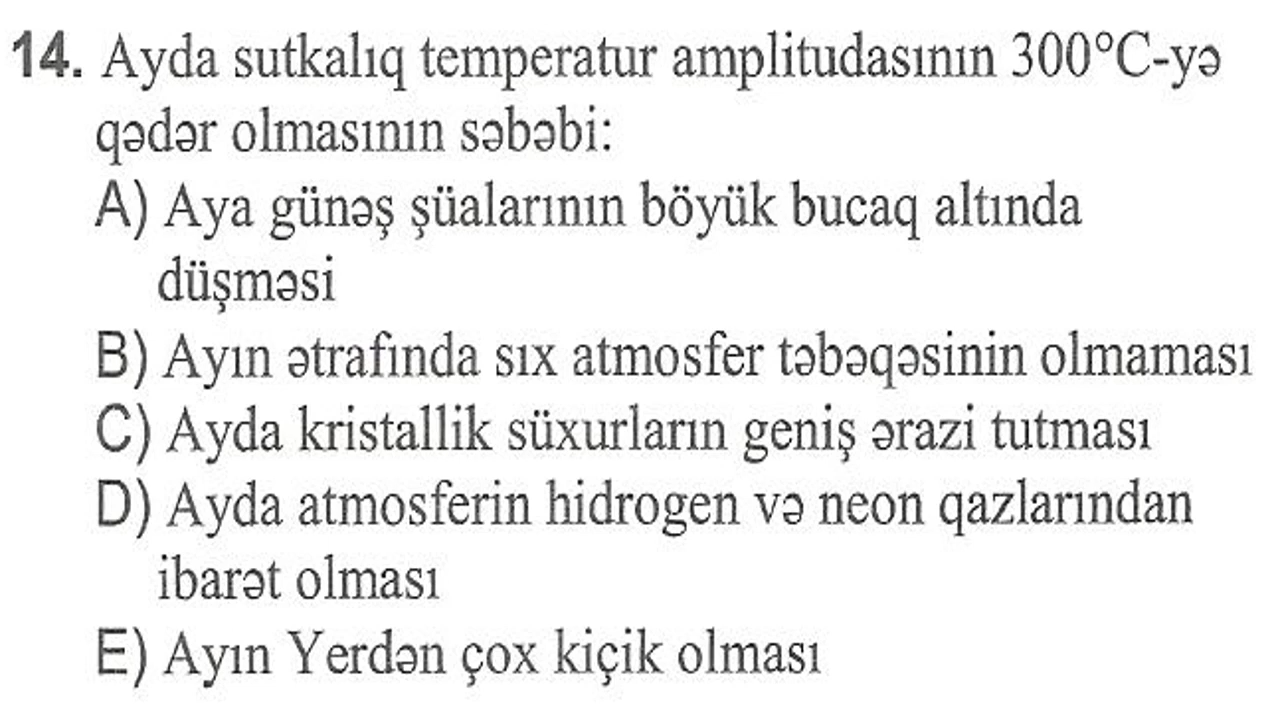 14. Ayda sutkalıq temperatur amplitudasının 300°C-yə
qədər olmasının səbəbi:
A) Aya günəş şüalarının böyük bucaq altında
düşməsi
B) Ayın ətrafında sıx atmosfer təbəqəsinin olmaması
C) Ayda kristallik süxurların geniş ərazi tutması
D) Ayda atmosferin hidrogen və neon qazlarından
ibarət olması
E) Ayın Yerdən çox kiçik olması